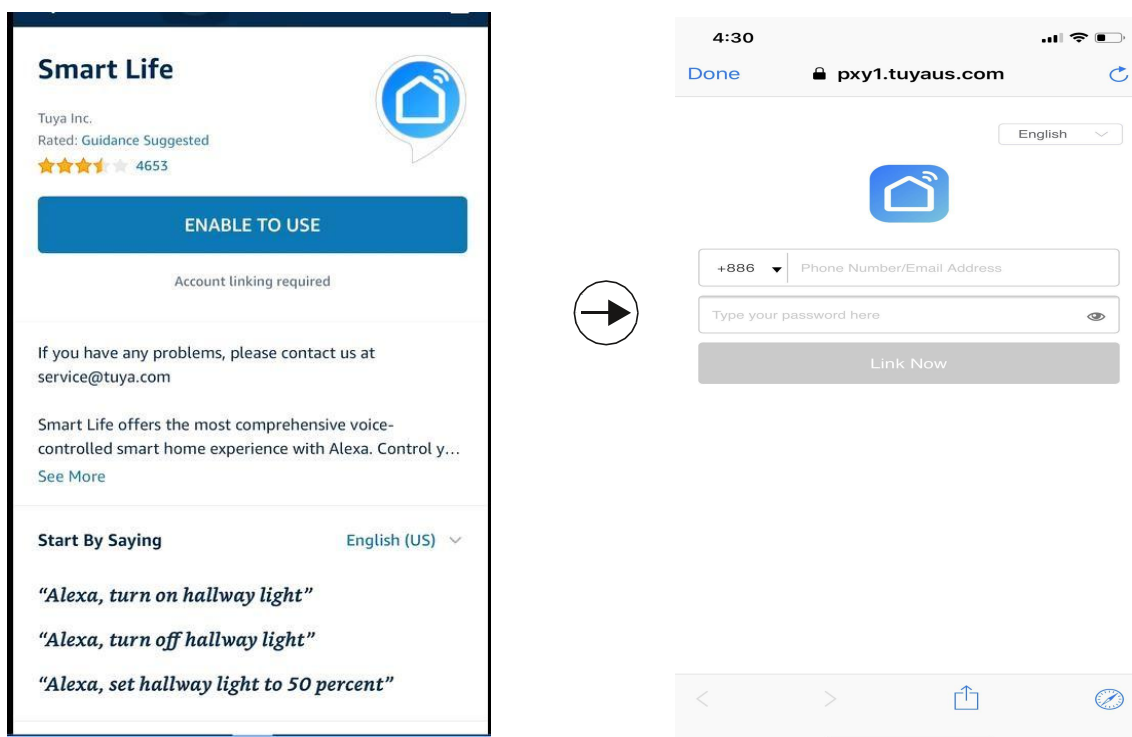 Smart Life
Tuya Inc.
Rated: Guidance Suggested
4653
ENABLE TO USE
Account linking required
If you have any problems, please contact us at
service@tuya.com
Smart Life offers the most comprehensive voice-
controlled smart home experience with Alexa. Control y...
See More
Start By Saying
English (US)
“Alexa, turn on hallway light”
“Alexa, turn off hallway light”
“Alexa, set hallway light to 50 percent”
4:30
Done
pxy1.tuyaus.com
English
+886
Phone Number/Email Address
Type your password here
Link Now